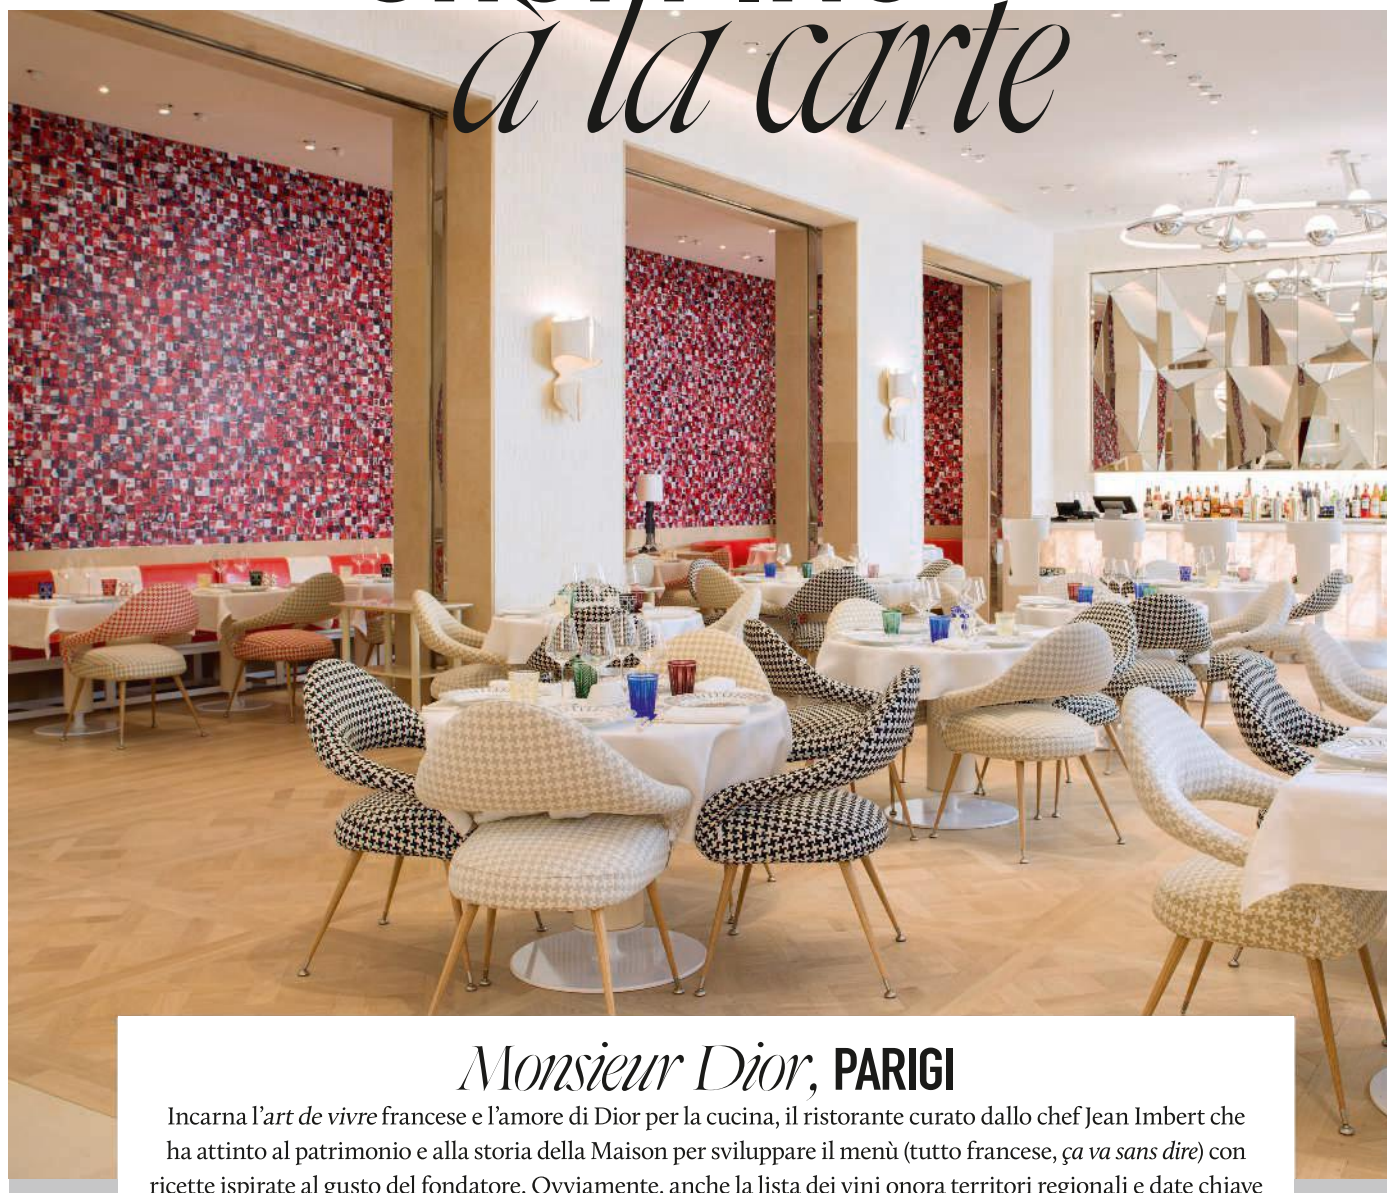 à la carte
Monsieur Dior, PARIGI
Incarna l'art de vivre francese e l'amore di Dior per la cucina, il ristorante curato dallo chef Jean Imbert che
ha attinto al patrimonio e alla storia della Maison per sviluppare il menù (tutto francese, ça va sans dire) con
ricette ispirate al gusto del fondatore. Ovviamente, anche la lista dei vini onora territori regionali e date chiave